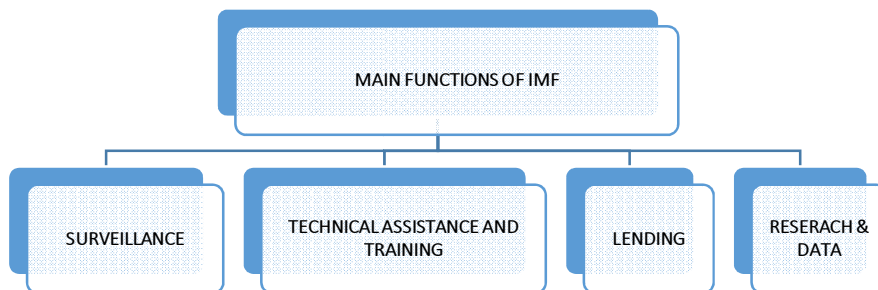 MAIN FUNCTIONS OF IMF
SURVEILLANCE
TECHNICAL ASSISTANCE AND
TRAINING
LENDING
RESERACH &
DATA